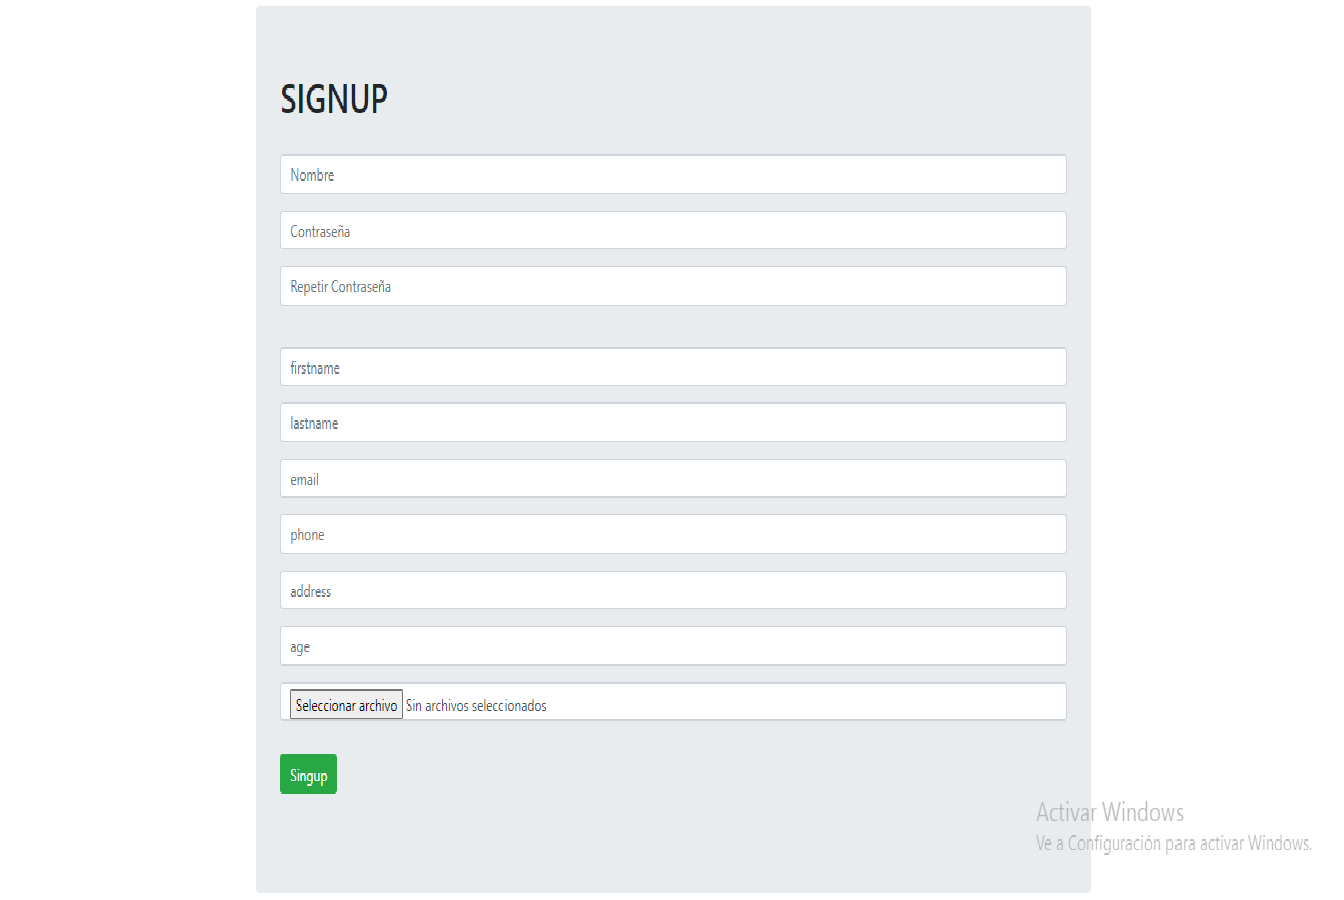 SIGNUP
Nombre
Contraseña
Repetir Contraseña
firstname
lastname
email
phone
address
age
Seleccionar archivo Sin archivos seleccionados
Singup
Activar Windows
Ve a Configuración para activar Windows.